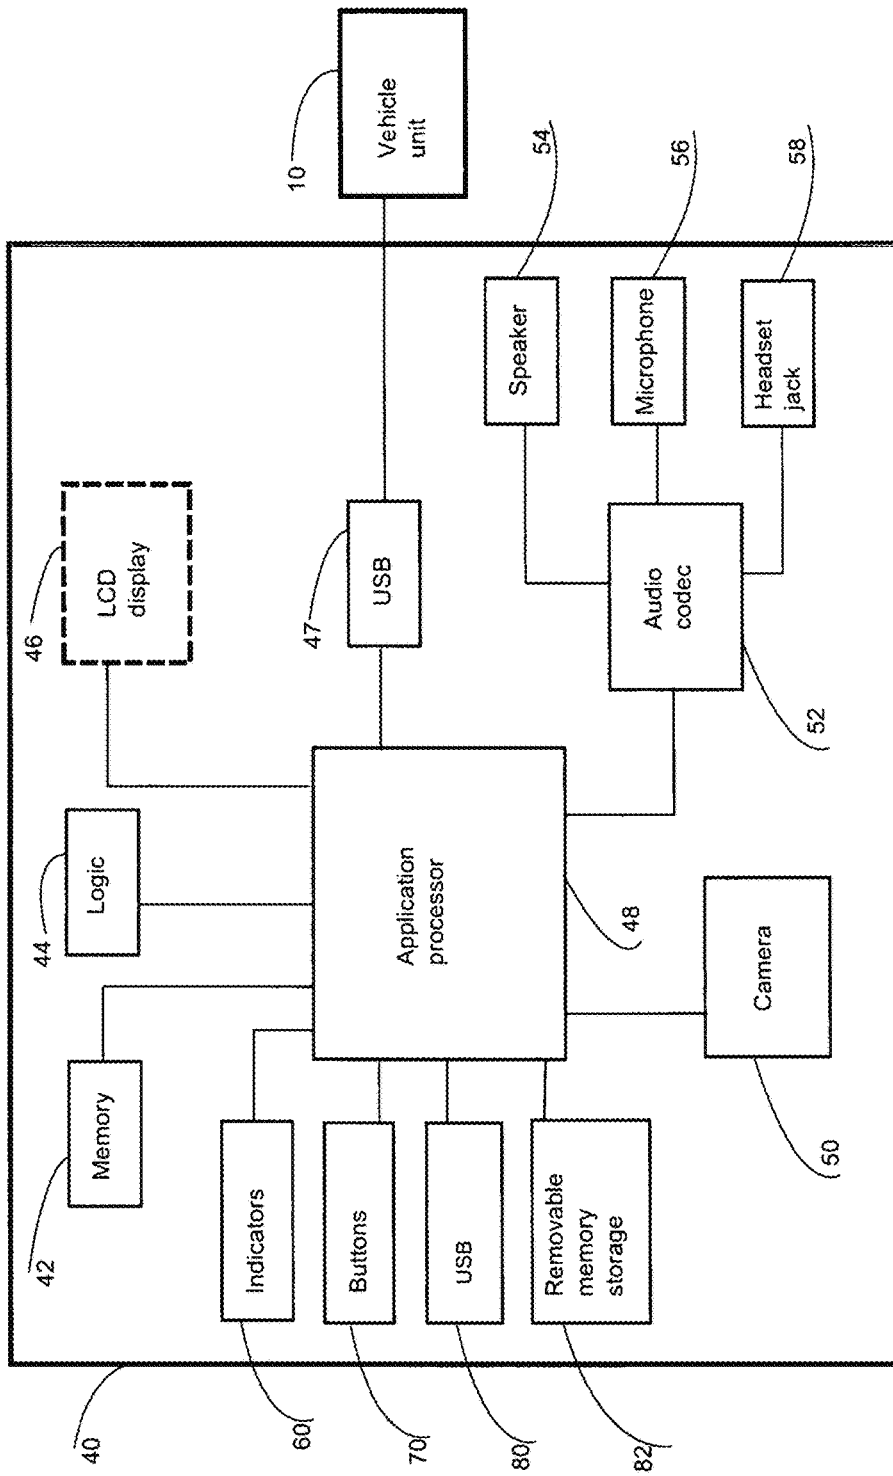 40
42
Memory
44
Logic
46
LCD
display
60
Indicators
70
Buttons
80
USB
82
Removable
memory
storage
Application
processor
48
47
USB
10
Vehicle
unit
50
Camera
Audio
codec
52
Speaker
54
Microphone
56
Headset
jack
58